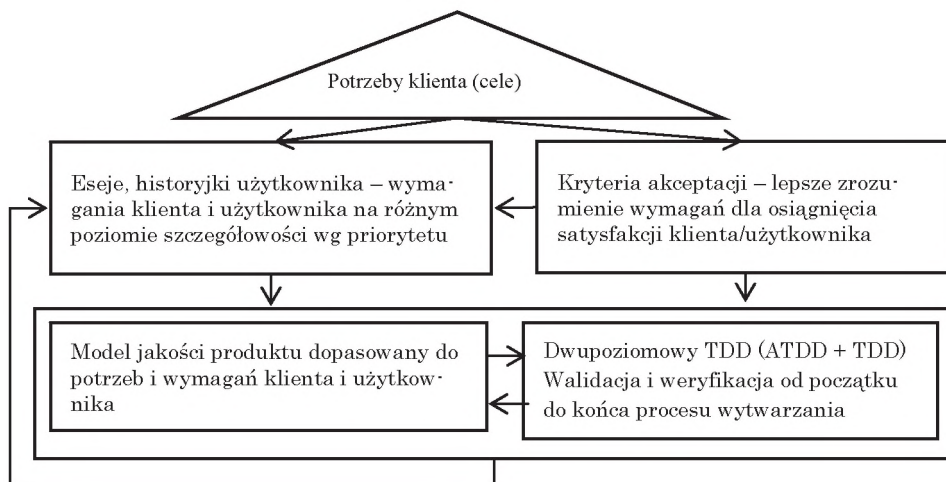 Potrzeby klienta (cele)
Eseje, historyjki użytkownika – wyma-
gania klienta i użytkownika na różnym
poziomie szczegółowości wg priorytetu
Kryteria akceptacji – lepsze zrozu-
mienie wymagań dla osiągnięcia
satysfakcji klienta/użytkownika
Model jakości produktu dopasowany do
potrzeb i wymagań klienta i użytkow-
nika
Dwupoziomowy TDD (ATDD + TDD)
Walidacja i weryfikacja od początku
do końca procesu wytwarzania